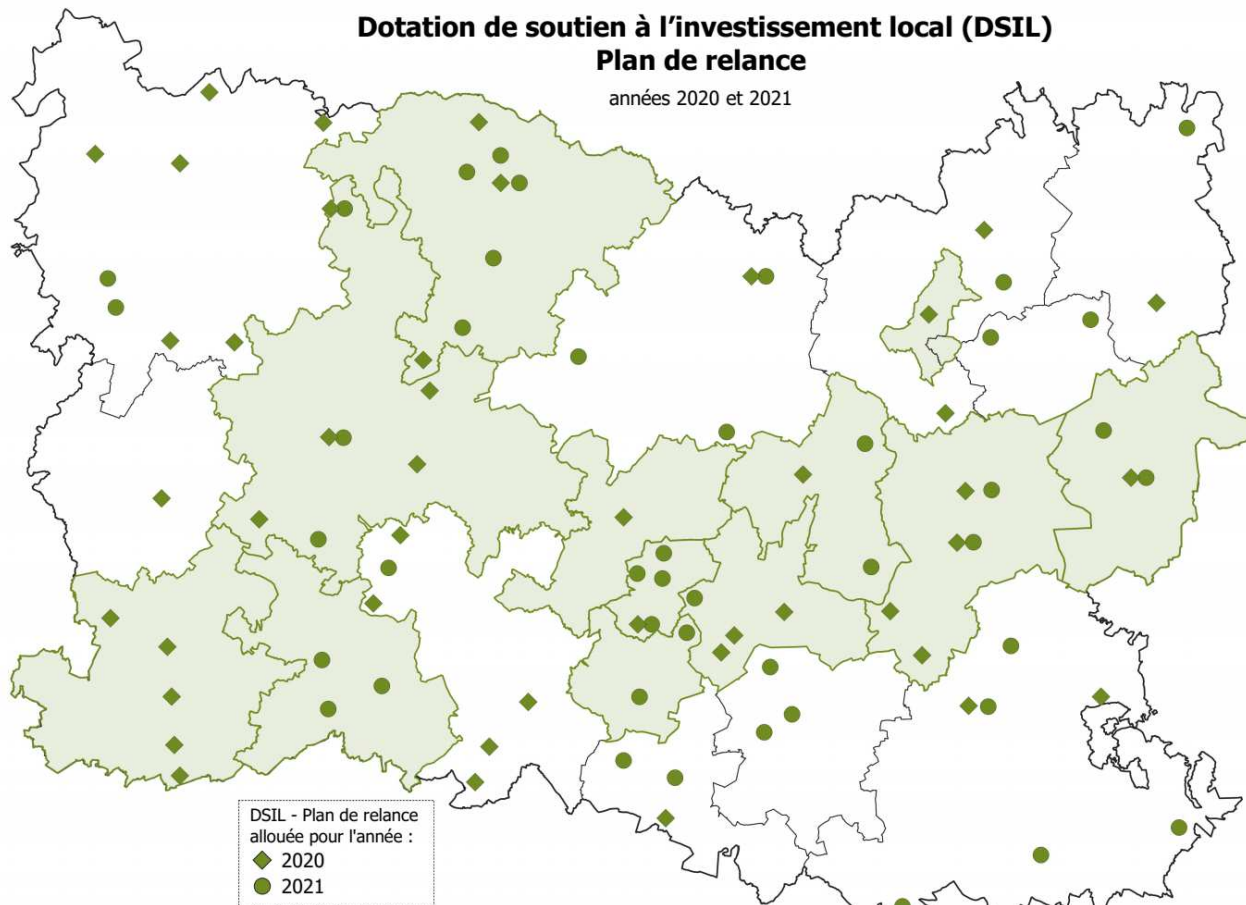 Dotation de soutien à l’investissement local (DSIL)
Plan de relance
années 2020 et 2021
DSIL - Plan de relance
allouée pour l'année :
2020
2021